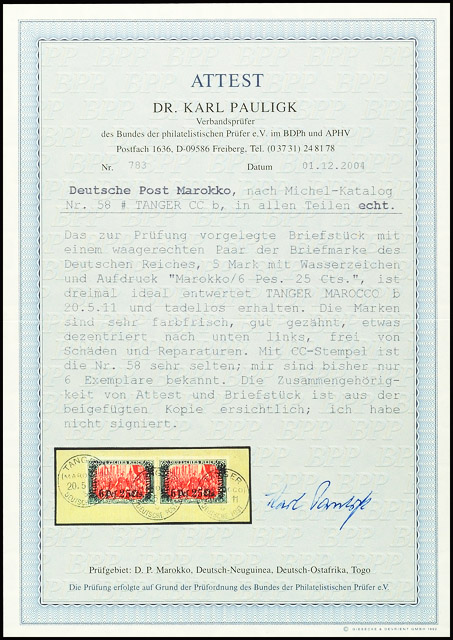 ATTEST
DR. KARL PAULIGK
Verbandsprüfer
des Bundes der philatelistischen Prüfer e.V. im BDPh und APHV
Postfach 1636, D-09586 Freiberg, Tel. (0 37 31) 24 81 78
Nr. 783 Datum 01.12.2004
Deutsche Post Marokko, nach Michel-Katalog
Nr. 58 # TANGER CC b, in allen Teilen echt.
Das zur Prüfung vorgelegte Briefstück mit
einem waagerechten Paar der Briefmarke des
Deutschen Reiches, 5 Mark mit Wasserzeichen
und Aufdruck "Marokko/6 Pes. 25 Cts.", ist
dreimal ideal entwertet TANGER MAROCCO b
20.5.11 und tadellos erhalten. Die Marken
sind sehr farbfrisch, gut gezähnt, etwas
dezentriert nach unten links, frei von
Schäden und Reparaturen. Mit CC-Stempel ist
die Nr. 58 sehr selten; mir sind bisher nur
6 Exemplare bekannt. Die Zusammengehörig-
keit von Attest und Briefstück ist aus der
beigefügten Kopie ersichtlich; ich habe
nicht signiert.
TANGER
20.5
11
Karl Pauligk
Prüfgebiet: D. P. Marokko, Deutsch-Neuguinea, Deutsch-Ostafrika, Togo
Die Prüfung erfolgte auf Grund der Prüfordnung des Bundes der Philatelistischen Prüfer e.V.